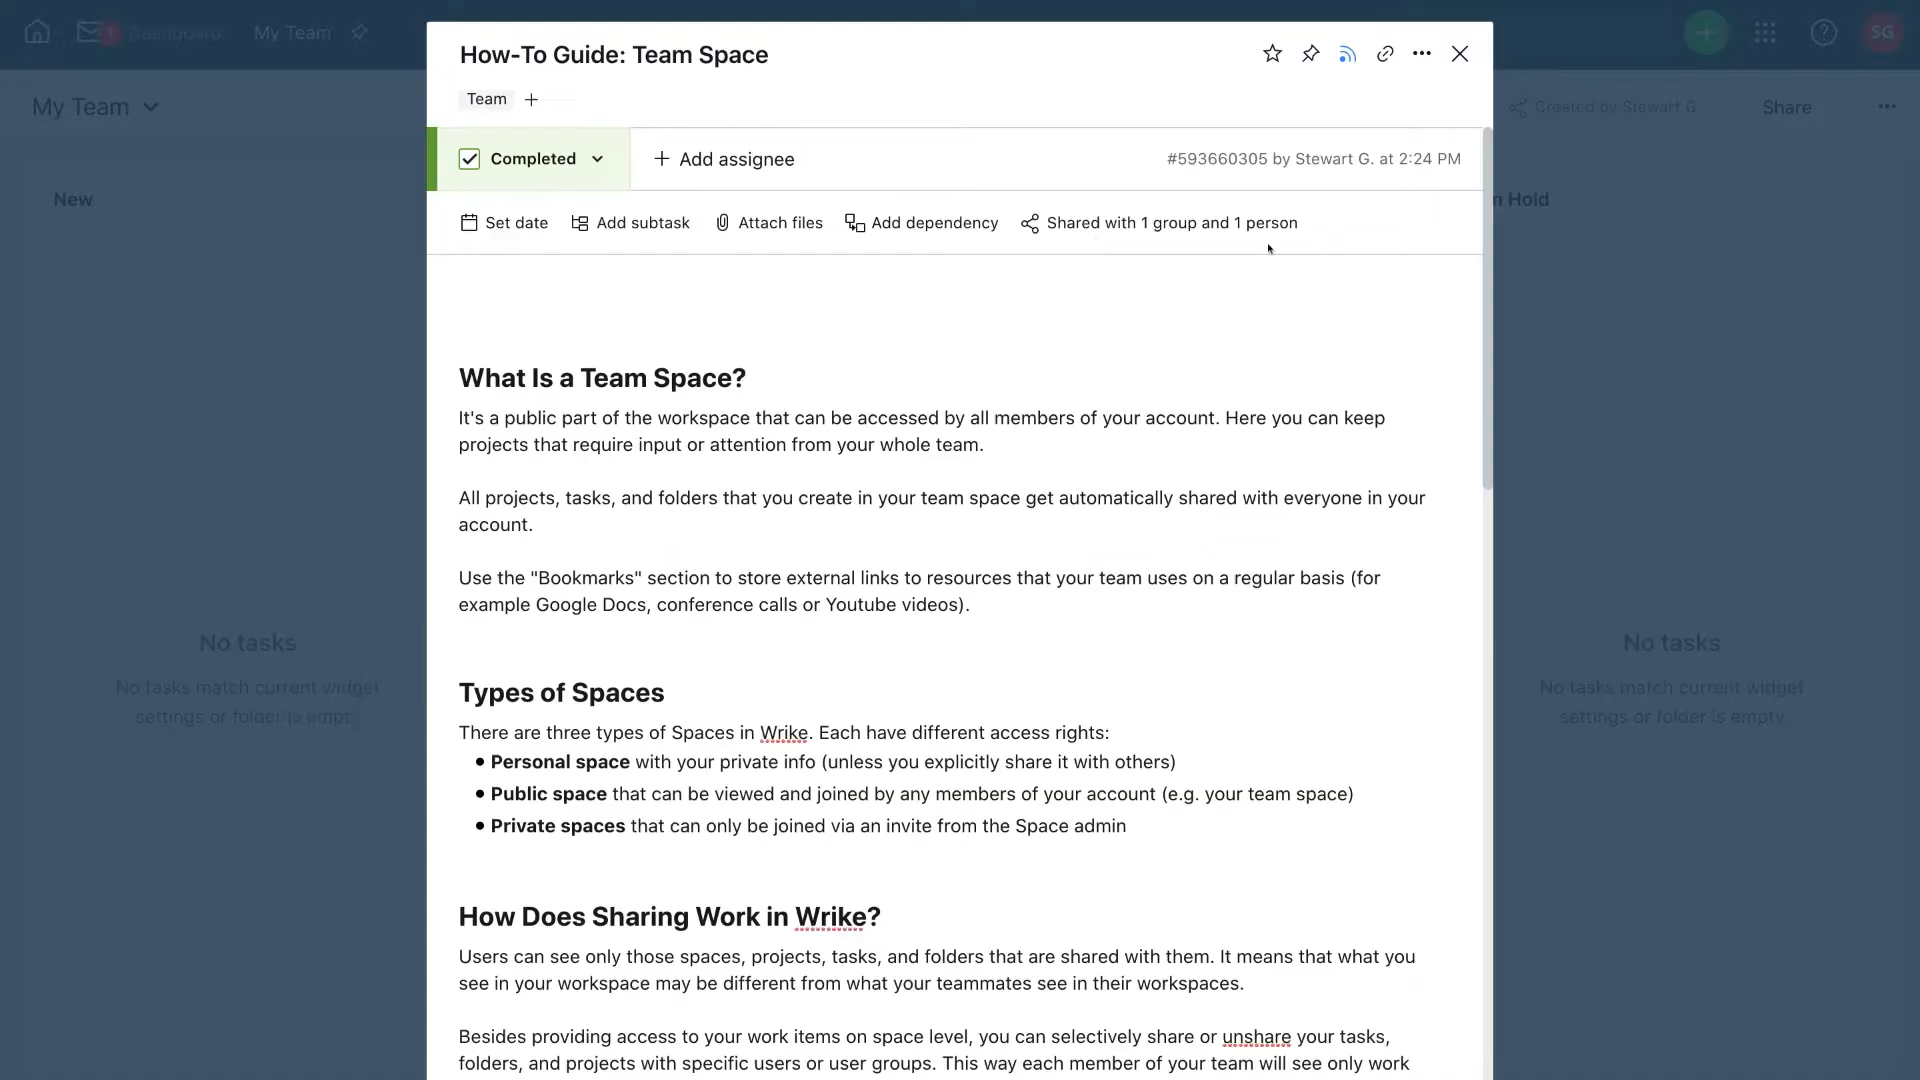 Dashboard
My Team
SG
My Team
Created by Stewart G
Share
New
n Hold
No tasks
No tasks match current widget
settings or folder is empty
No tasks
No tasks match current widget
settings or folder is empty
How-To Guide: Team Space
Team +
Completed
+ Add assignee
#593660305 by Stewart G. at 2:24 PM
Set date
Add subtask
Attach files
Add dependency
Shared with 1 group and 1 person
What Is a Team Space?
It's a public part of the workspace that can be accessed by all members of your account. Here you can keep
projects that require input or attention from your whole team.
All projects, tasks, and folders that you create in your team space get automatically shared with everyone in your
account.
Use the "Bookmarks" section to store external links to resources that your team uses on a regular basis (for
example Google Docs, conference calls or Youtube videos).
Types of Spaces
There are three types of Spaces in Wrike. Each have different access rights:
• Personal space with your private info (unless you explicitly share it with others)
• Public space that can be viewed and joined by any members of your account (e.g. your team space)
• Private spaces that can only be joined via an invite from the Space admin
How Does Sharing Work in Wrike?
Users can see only those spaces, projects, tasks, and folders that are shared with them. It means that what you
see in your workspace may be different from what your teammates see in their workspaces.
Besides providing access to your work items on space level, you can selectively share or unshare your tasks,
folders, and projects with specific users or user groups. This way each member of your team will see only work